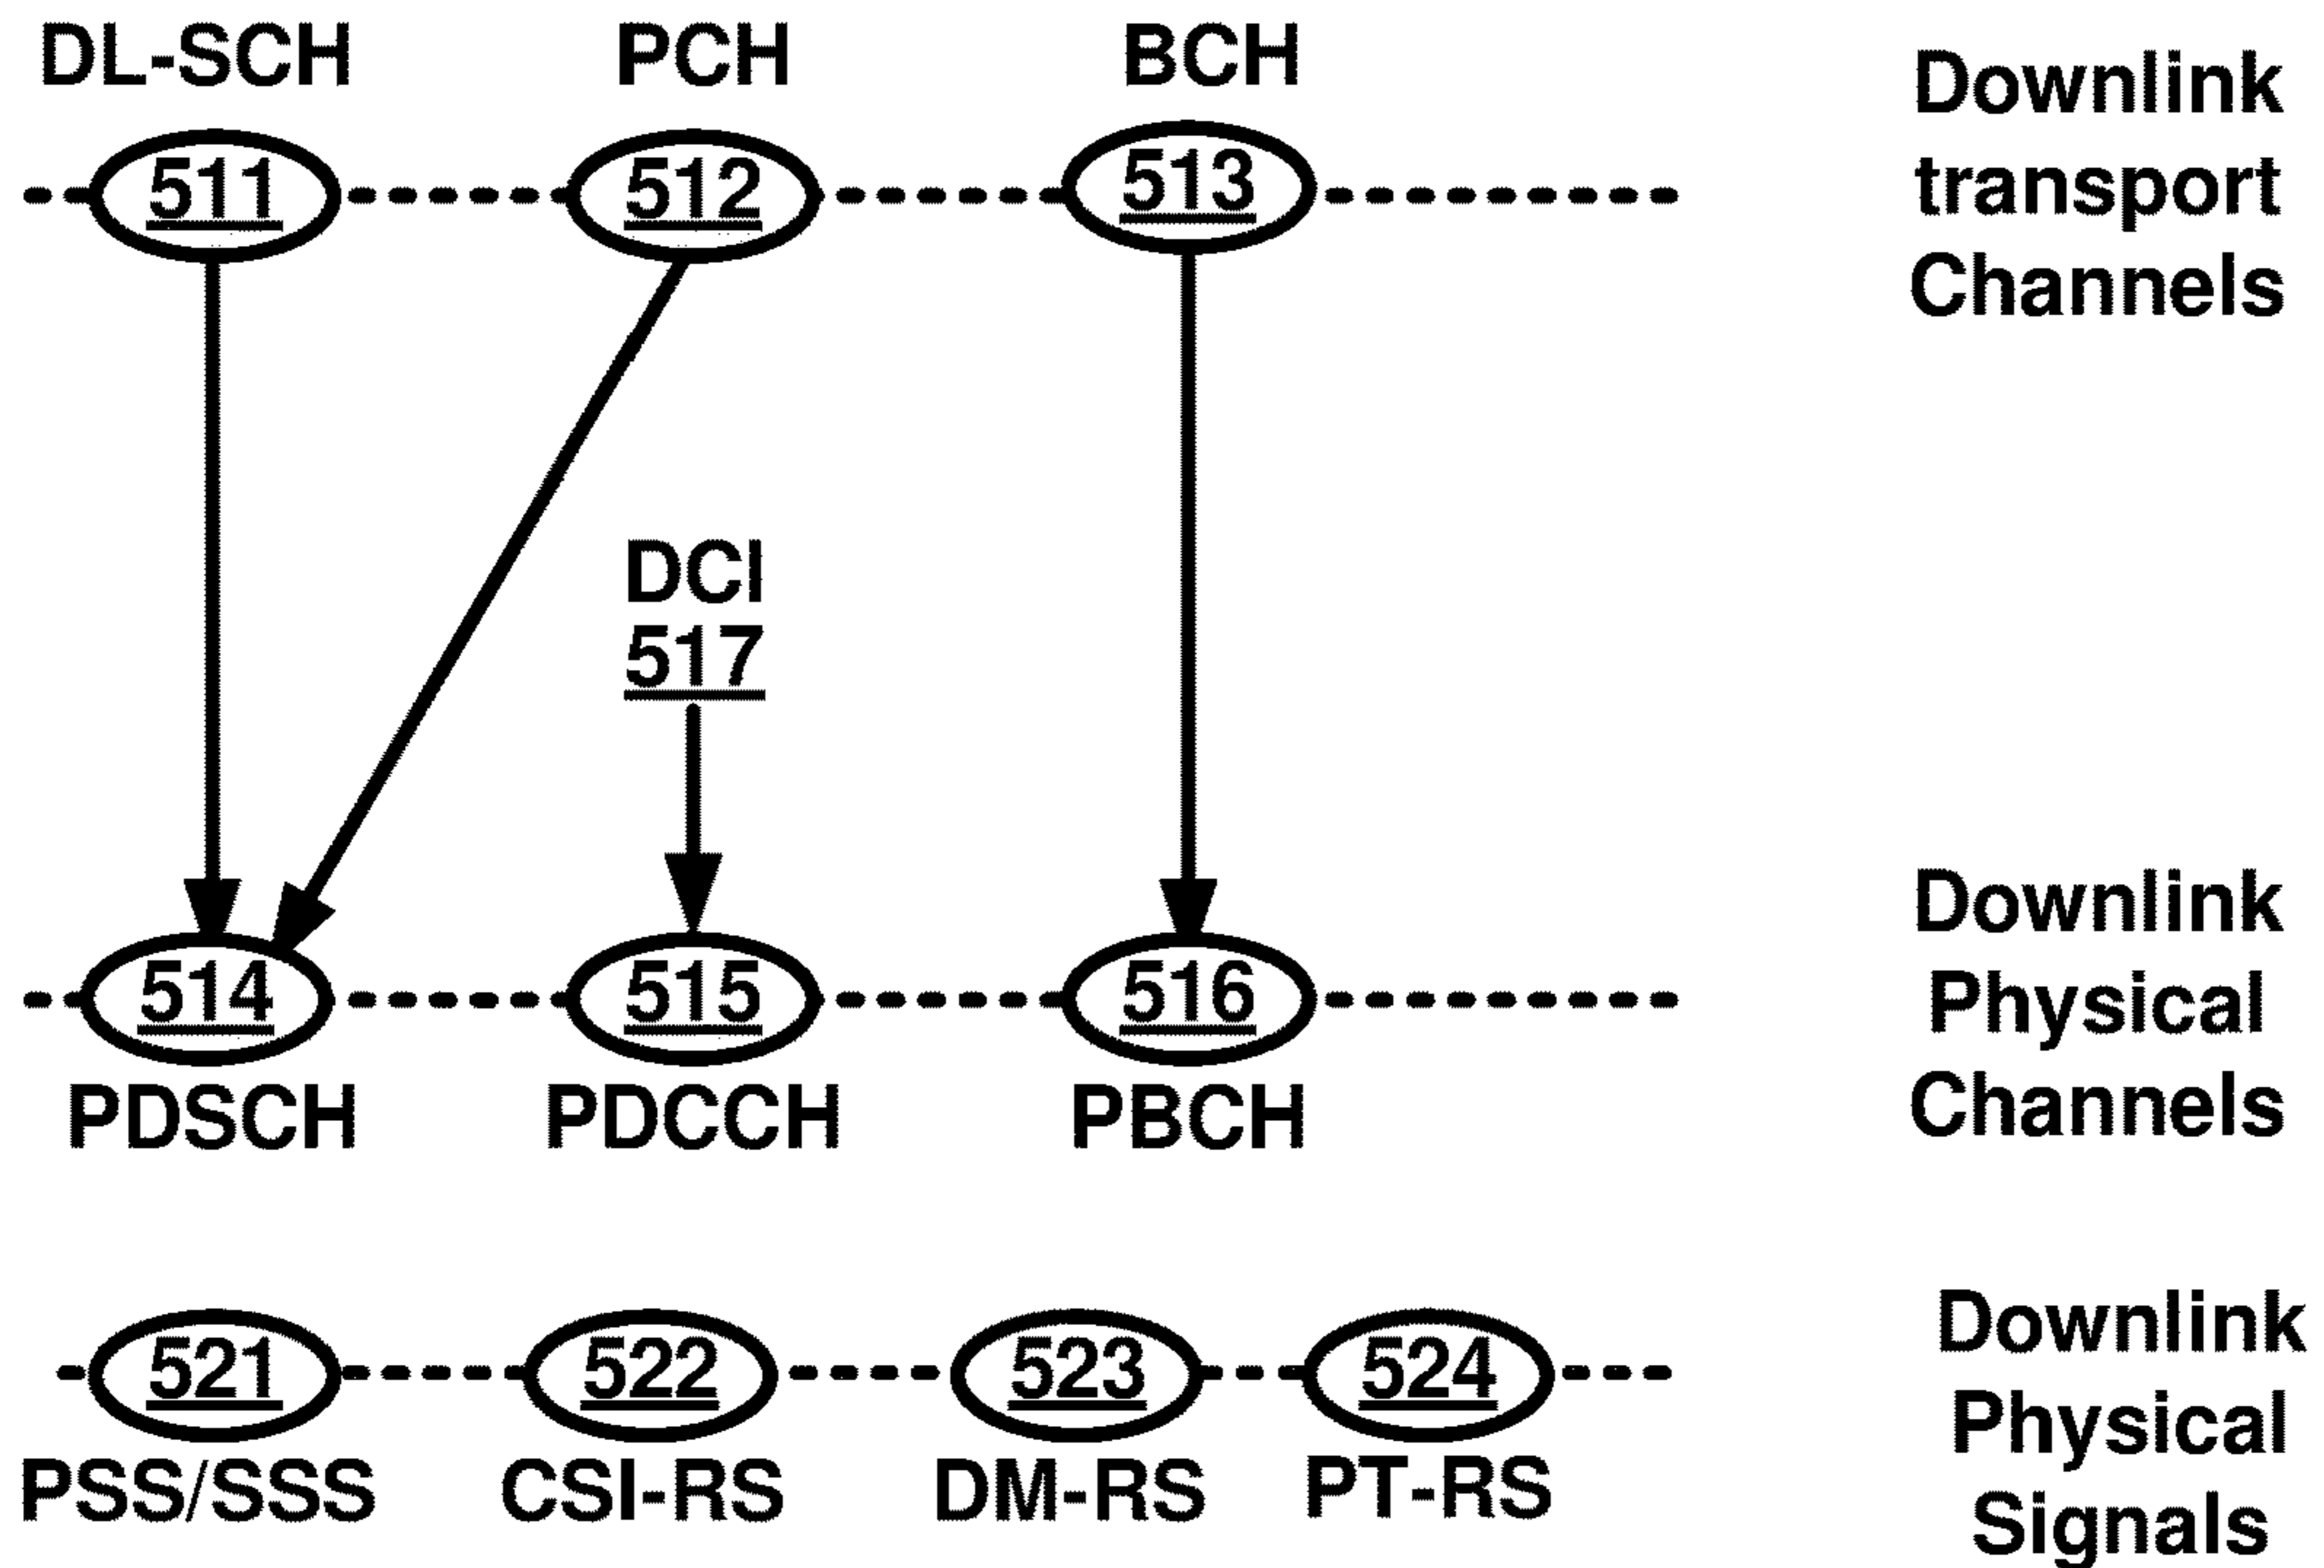 DL-SCH
PCH
BCH
511
512
513
Downlink
transport
Channels
DCI
517
514
515
516
PDSCH
PDCCH
PBCH
Downlink
Physical
Channels
521
522
523
524
PSS/SSS
CSI-RS
DM-RS
PT-RS
Downlink
Physical
Signals